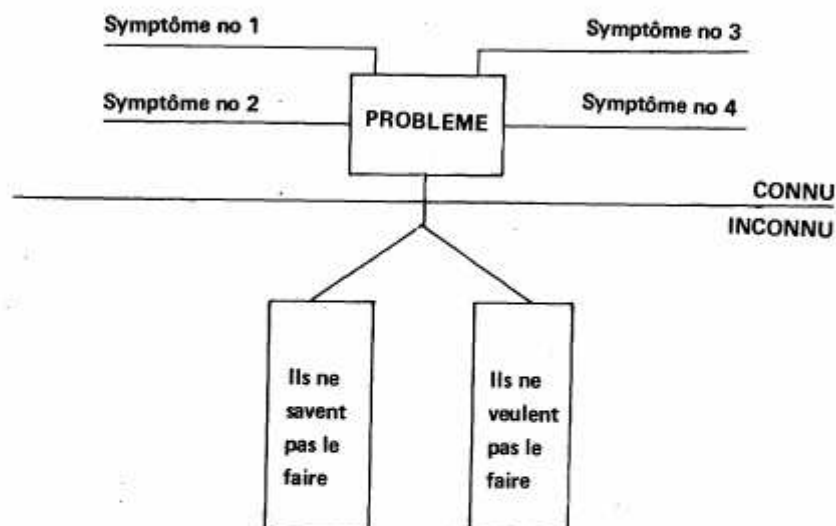 Symptôme no 1
Symptôme no 3
Symptôme no 2
Symptôme no 4
PROBLEME
CONNU
INCONNU
Ils ne
savent
pas le
faire
Ils ne
veulent
pas le
faire